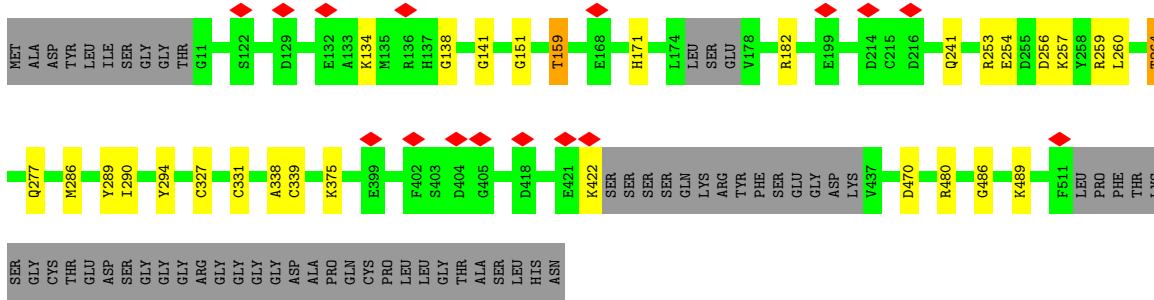 MET ALA ASP TYR LEU ILE SER GLY GLY THR G11 S122 D129 E132 A133 K134 M135 R136 H137 G138 G141 G151 T159 E168 H171 L174 LEU SER GLU V178 R182 E199 D214 C215 D216 Q241 R253 E254 D255 D256 K257 Y258 R259 L260
Q277 M286 Y289 I290 Y294 C327 C331 A338 C339 K375 E399 F402 S403 D404 G405 D418 E421 K422 SER SER SER SER GLN LYS ARG TYR PHE SER GLU GLY ASP LYS V437 D470 R480 G486 K489 F511 LEU PRO PHE THR
SER GLY CYS THR GLU ASP SER GLY GLY GLY ARG GLY GLY GLY GLY ASP ALA PRO GLN CYS PRO LEU LEU GLY THR ALA SER LEU HIS ASN